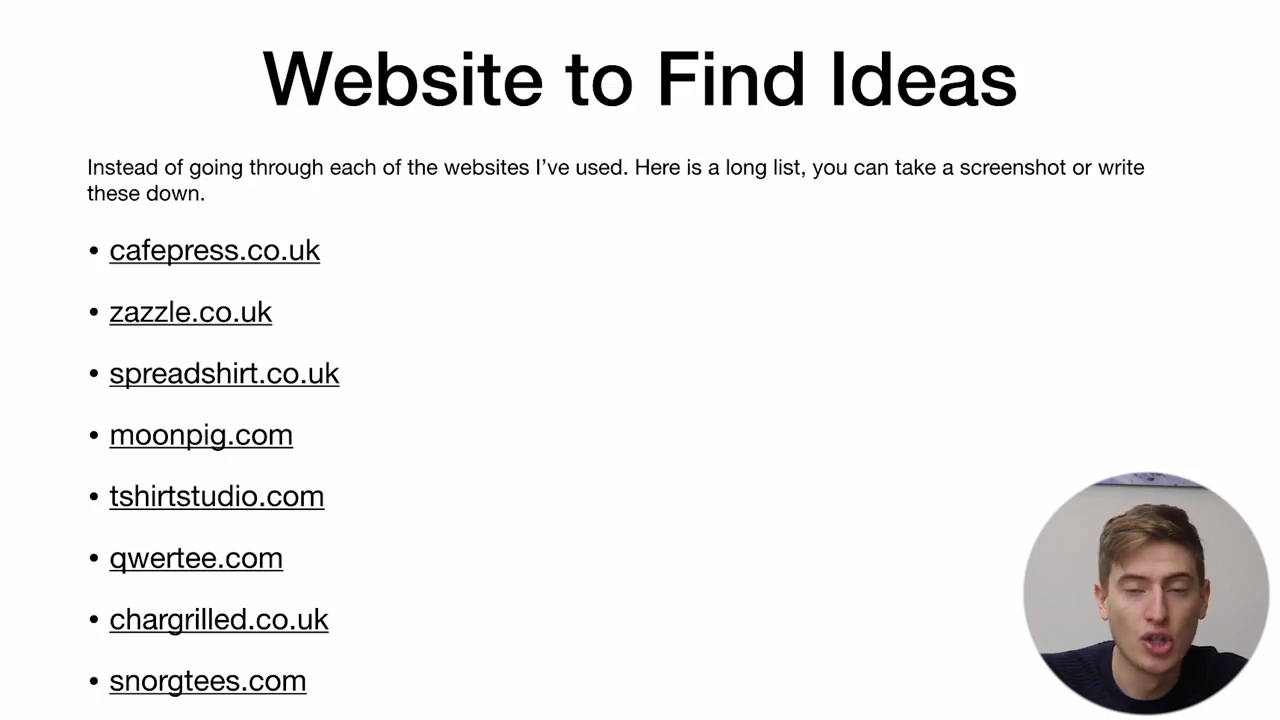 Website to Find Ideas
Instead of going through each of the websites I’ve used. Here is a long list, you can take a screenshot or write
these down.
• cafepress.co.uk
• zazzle.co.uk
• spreadshirt.co.uk
• moonpig.com
• tshirtstudio.com
• qwertee.com
• chargrilled.co.uk
• snorgtees.com